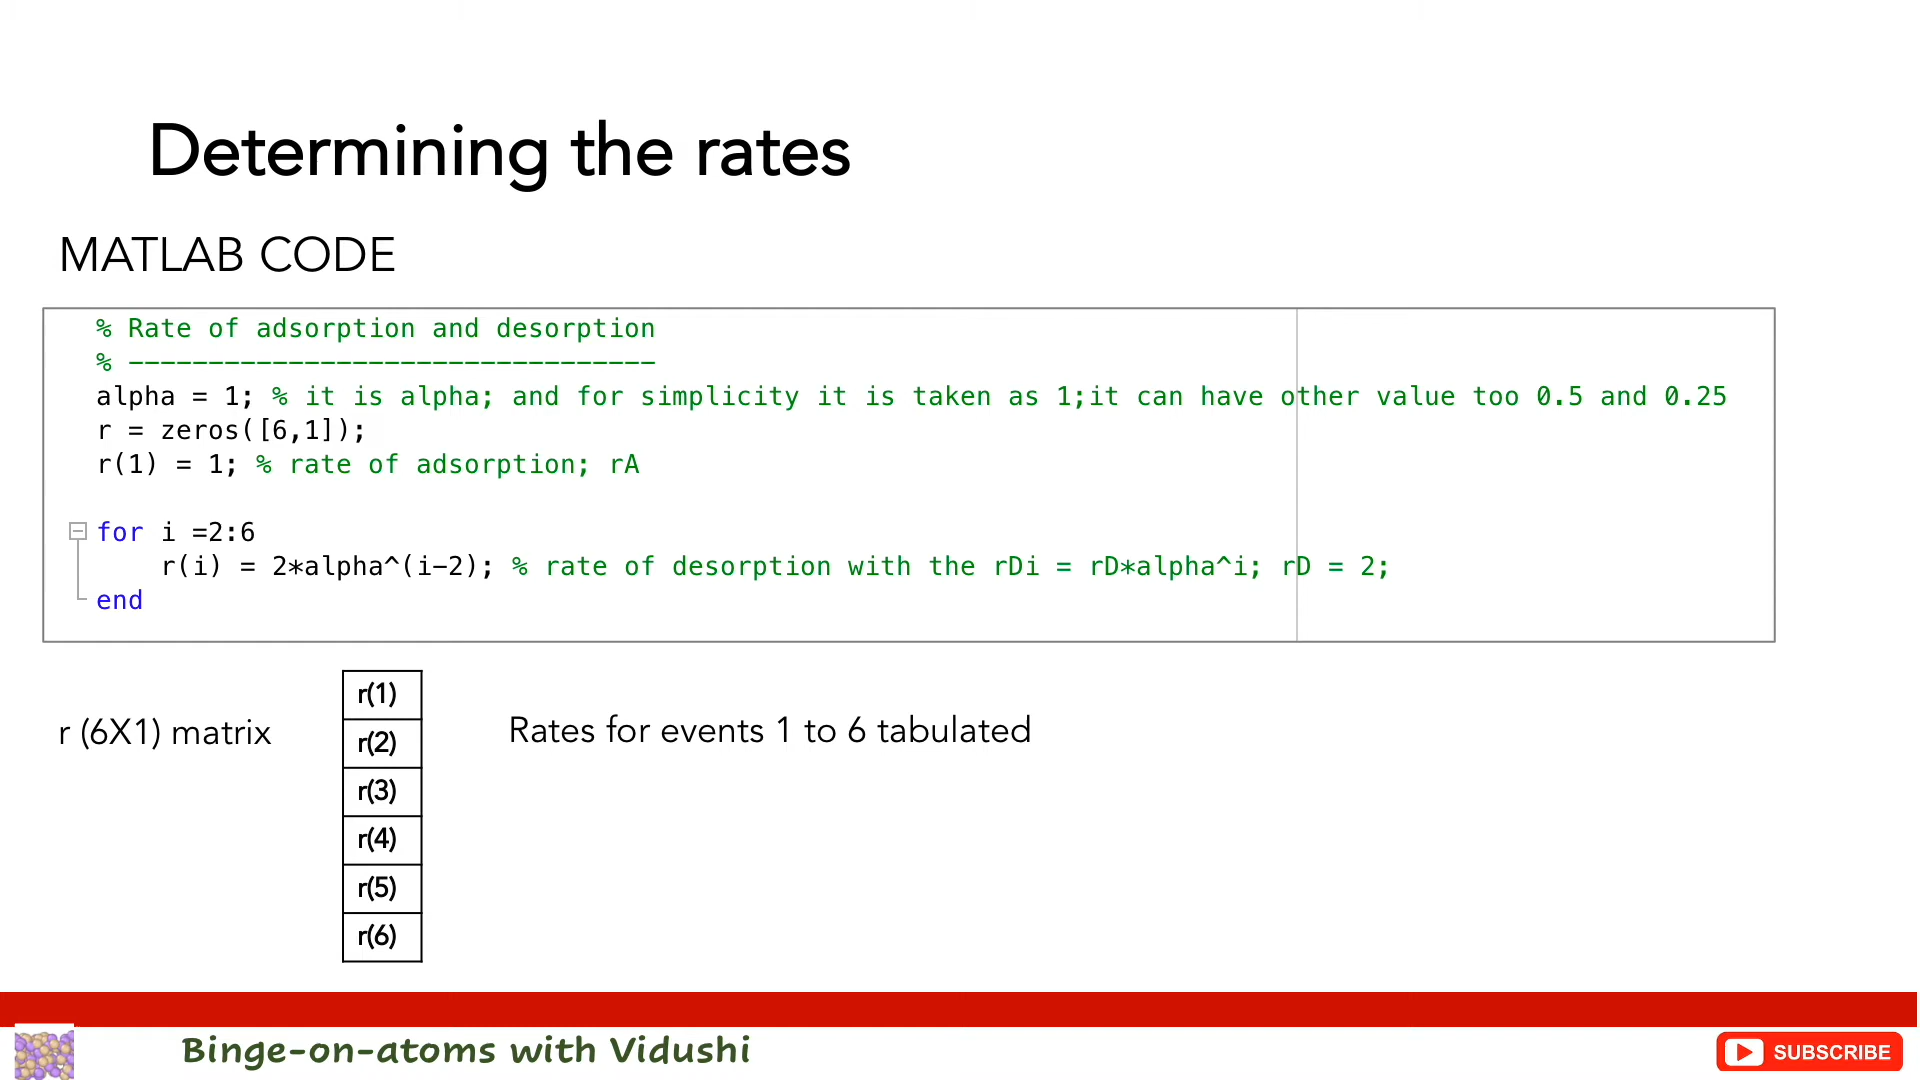 Determining the rates
MATLAB CODE
% Rate of adsorption and desorption
% ---------------------------------
alpha = 1; % it is alpha; and for simplicity it is taken as 1;it can have other value too 0.5 and 0.25
r = zeros([6,1]);
r(1) = 1; % rate of adsorption; rA
for i =2:6
r(i) = 2*alpha^(i-2); % rate of desorption with the rDi = rD*alpha^i; rD = 2;
end
r (6X1) matrix
r(1)
r(2)
r(3)
r(4)
r(5)
r(6)
Rates for events 1 to 6 tabulated
Binge-on-atoms with Vidushi
SUBSCRIBE